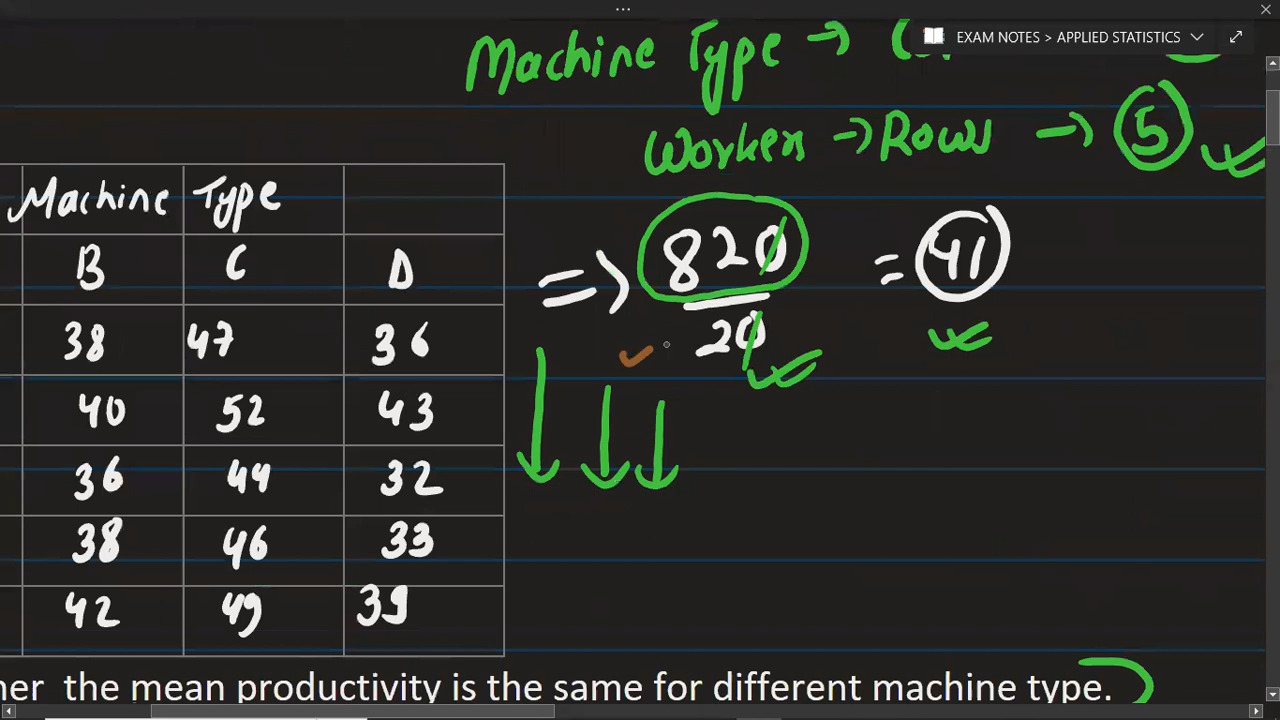 EXAM NOTES > APPLIED STATISTICS
Machine Type →
Worker → Rows → 5
Machine Type
B C D
=> 820 / 20 = 41
38 47 36
40 52 43
36 44 32
38 46 33
42 49 39
the mean productivity is the same for different machine type.